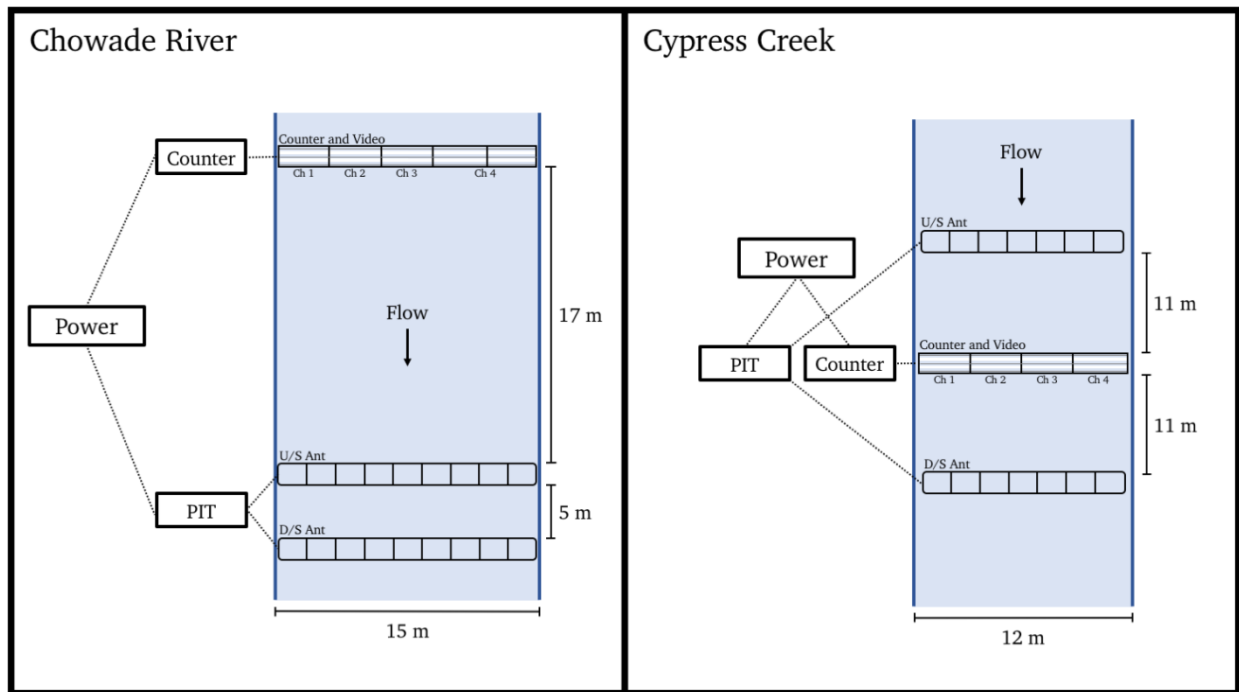 Chowade River
Counter and Video
Counter
Ch 1 Ch 2 Ch 3 Ch 4
Power
Flow
17 m
U/S Ant
PIT
5 m
D/S Ant
15 m
Cypress Creek
Flow
U/S Ant
Power
11 m
Counter and Video
PIT Counter
Ch 1 Ch 2 Ch 3 Ch 4
11 m
D/S Ant
12 m